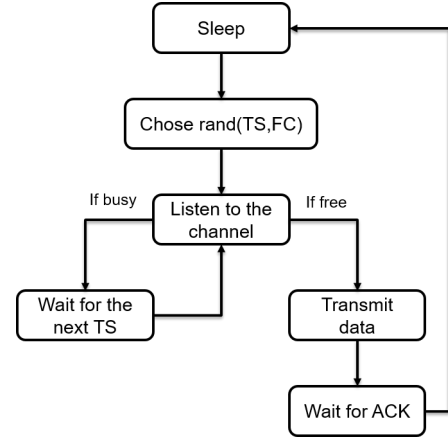 Sleep
Chose rand(TS,FC)
If busy
Listen to the
channel
If free
Wait for the
next TS
Transmit
data
Wait for ACK